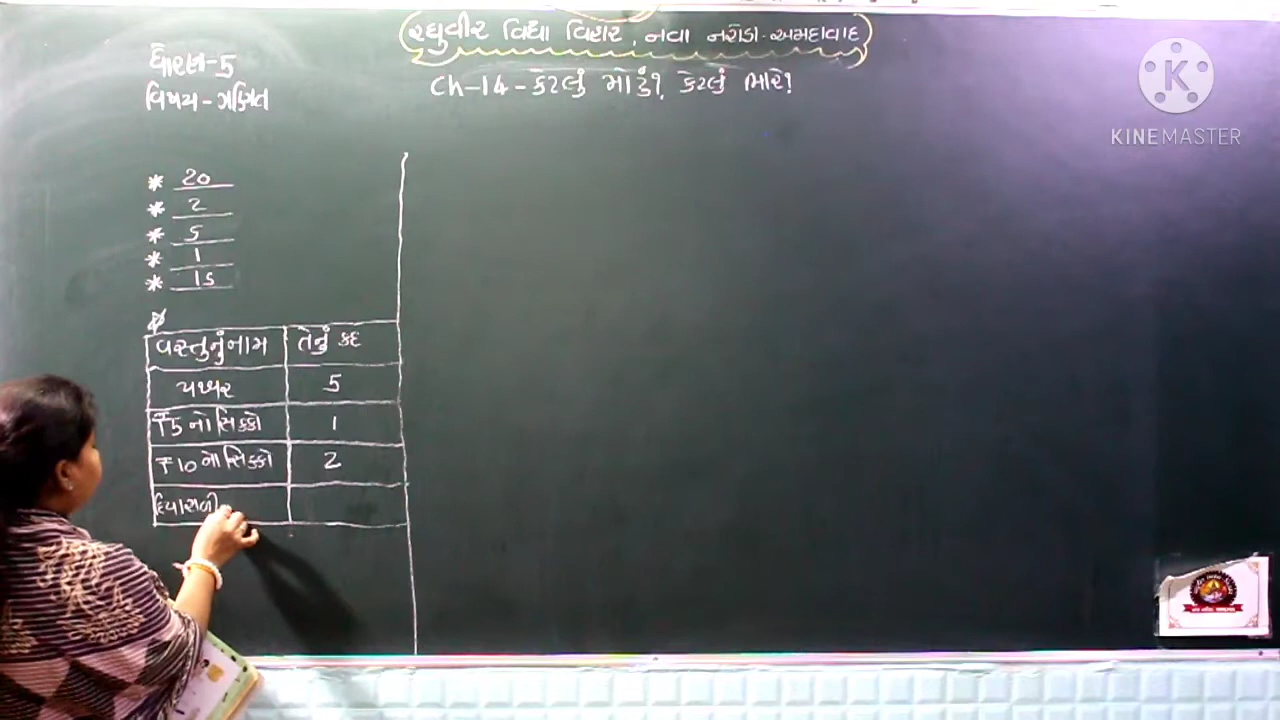 રઘુવીર વિદ્યા વિહાર, નવા નરોડા-અમદાવાદ
ધોરણ-5
વિષય-ગણિત
Ch-14-કેટલું મોટું? કેટલું ભારે?
KINEMASTER
* 20
* 2
* 5
* 1
* 15
વસ્તુનું નામ તેનું કદ
પથ્થર 5
₹5 નો સિક્કો 1
₹10 નો સિક્કો 2
દિવાસળી